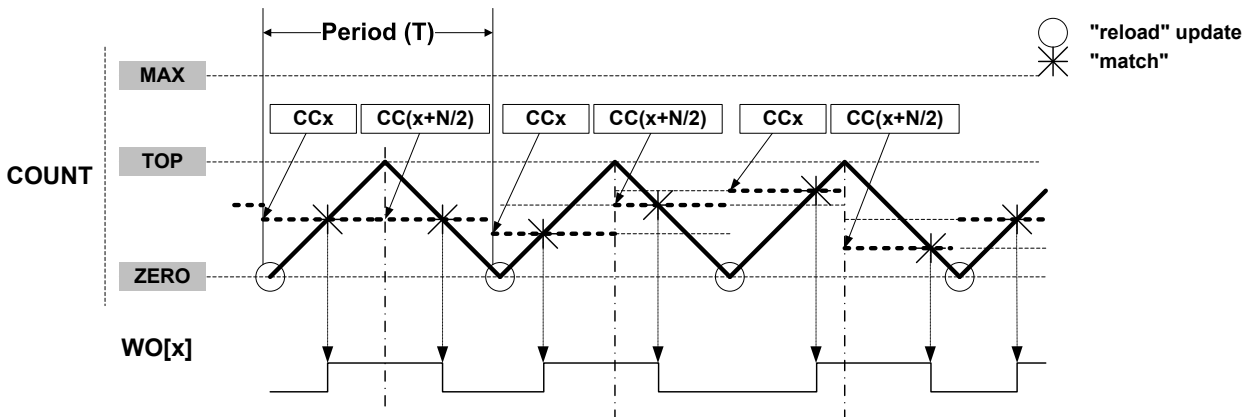 Period (T)
"reload" update
"match"
MAX
CCx
CC(x+N/2)
CCx
CC(x+N/2)
CCx
CC(x+N/2)
TOP
COUNT
ZERO
WO[x]